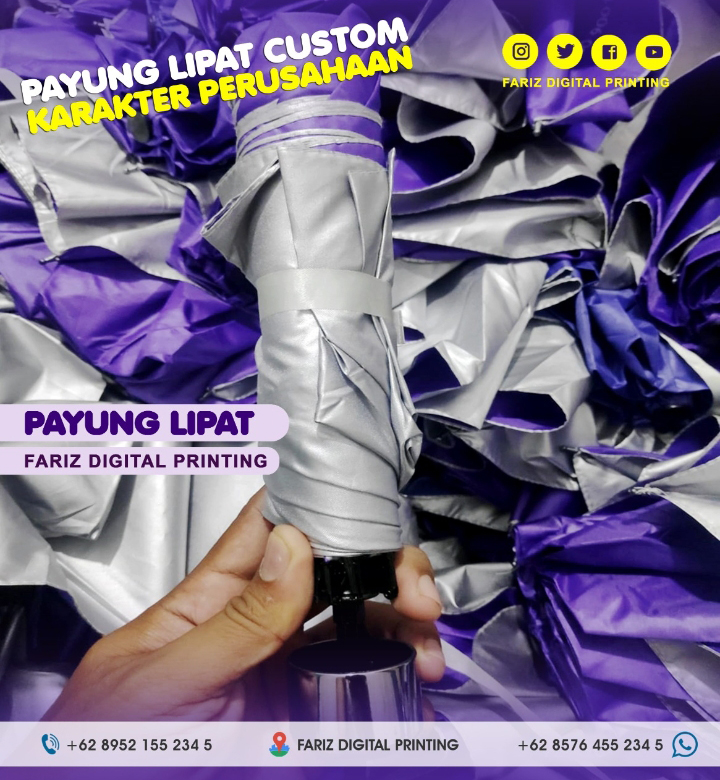 PAYUNG LIPAT CUSTOM
KARAKTER PERUSAHAAN
FARIZ DIGITAL PRINTING
PAYUNG LIPAT
FARIZ DIGITAL PRINTING
+62 8952 155 234 5
FARIZ DIGITAL PRINTING
+62 8576 455 234 5